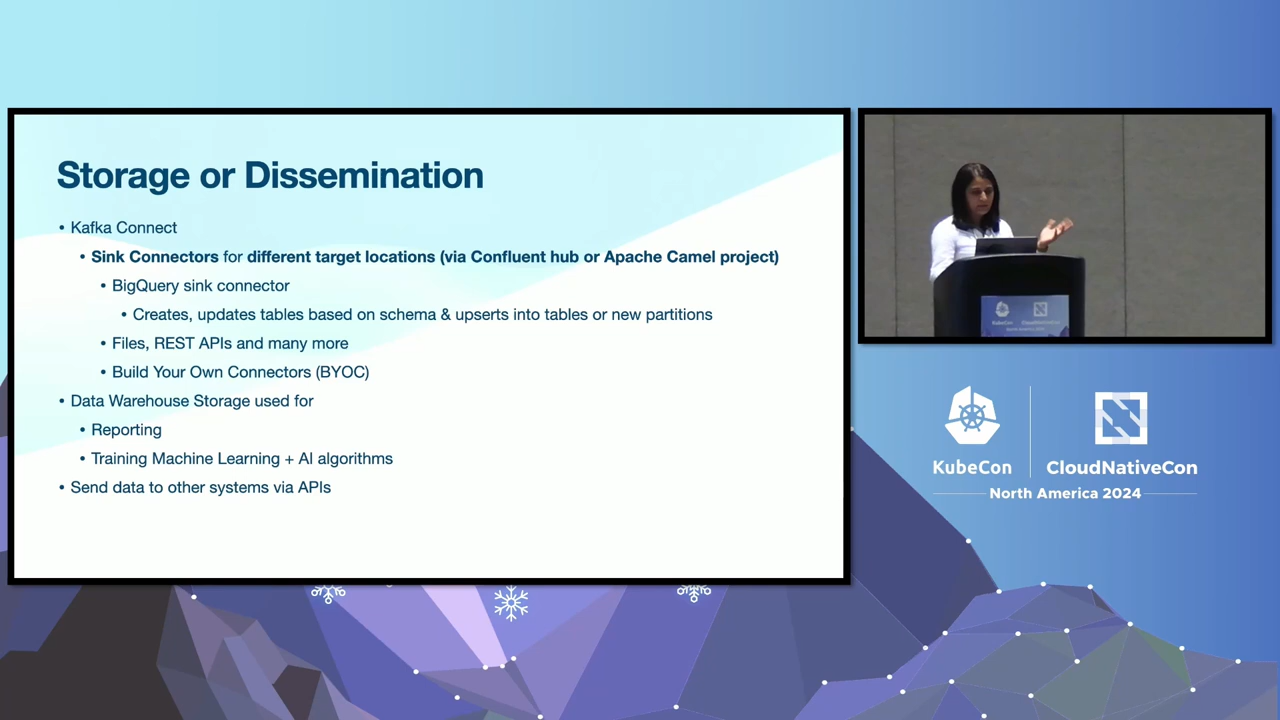 Storage or Dissemination
• Kafka Connect
• Sink Connectors for different target locations (via Confluent hub or Apache Camel project)
• BigQuery sink connector
• Creates, updates tables based on schema & upserts into tables or new partitions
• Files, REST APIs and many more
• Build Your Own Connectors (BYOC)
• Data Warehouse Storage used for
• Reporting
• Training Machine Learning + AI algorithms
• Send data to other systems via APIs
KubeCon CloudNativeCon
KubeCon CloudNativeCon
North America 2024